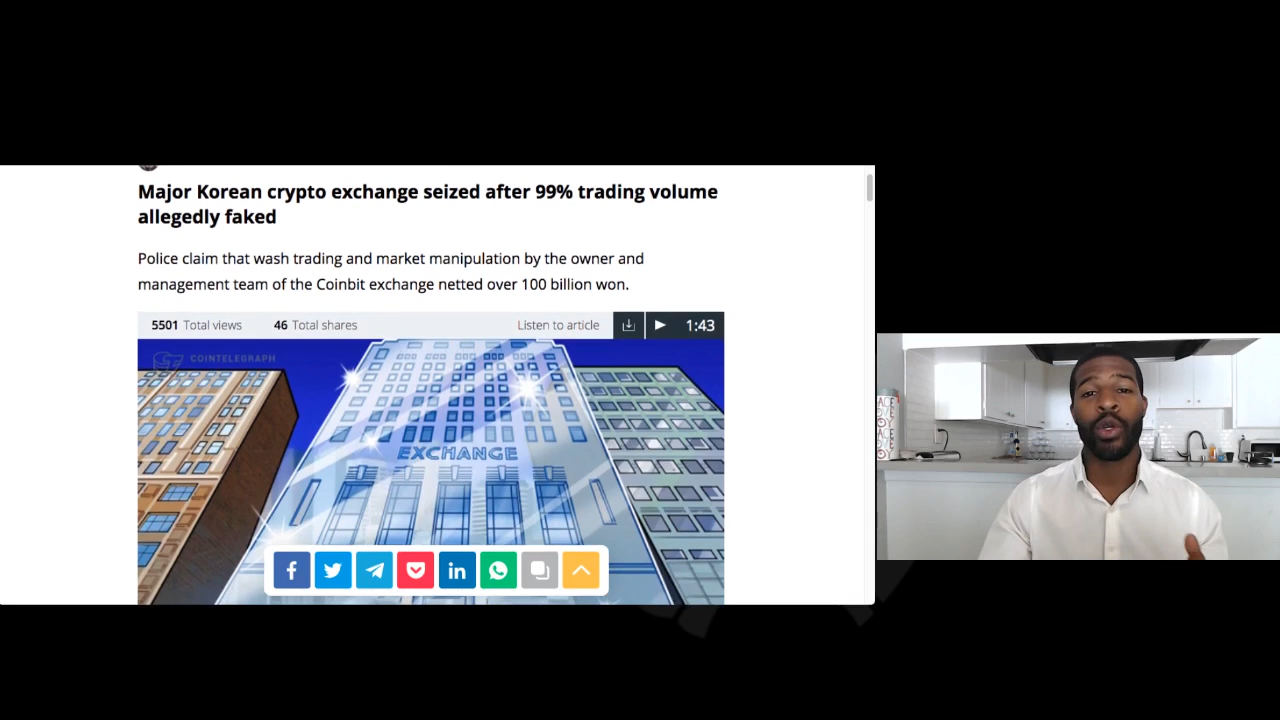 Major Korean crypto exchange seized after 99% trading volume
allegedly faked
Police claim that wash trading and market manipulation by the owner and
management team of the Coinbit exchange netted over 100 billion won.
5501 Total views 46 Total shares Listen to article 1:43
COINTELEGRAPH
EXCHANGE